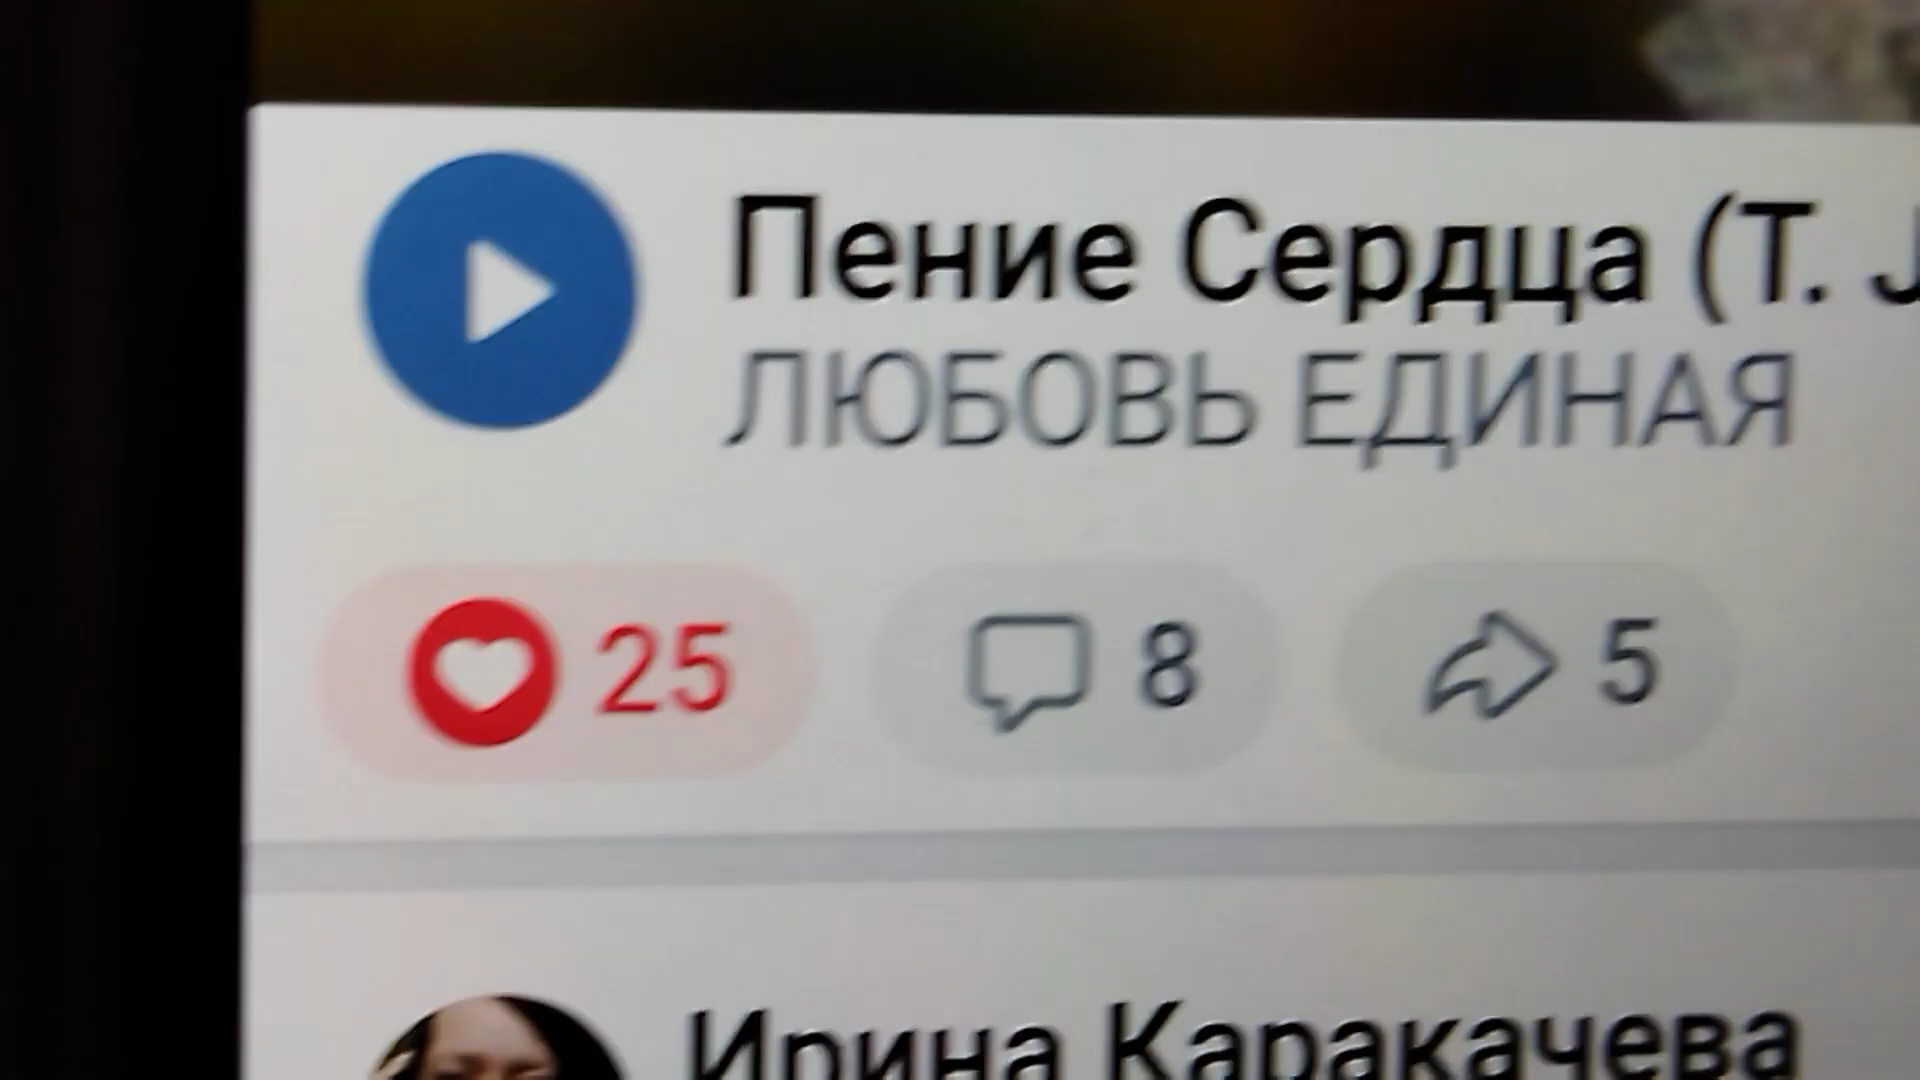 Пение Сердца (Т.
ЛЮБОВЬ ЕДИНАЯ
25 8 5
Ирина Каракачева